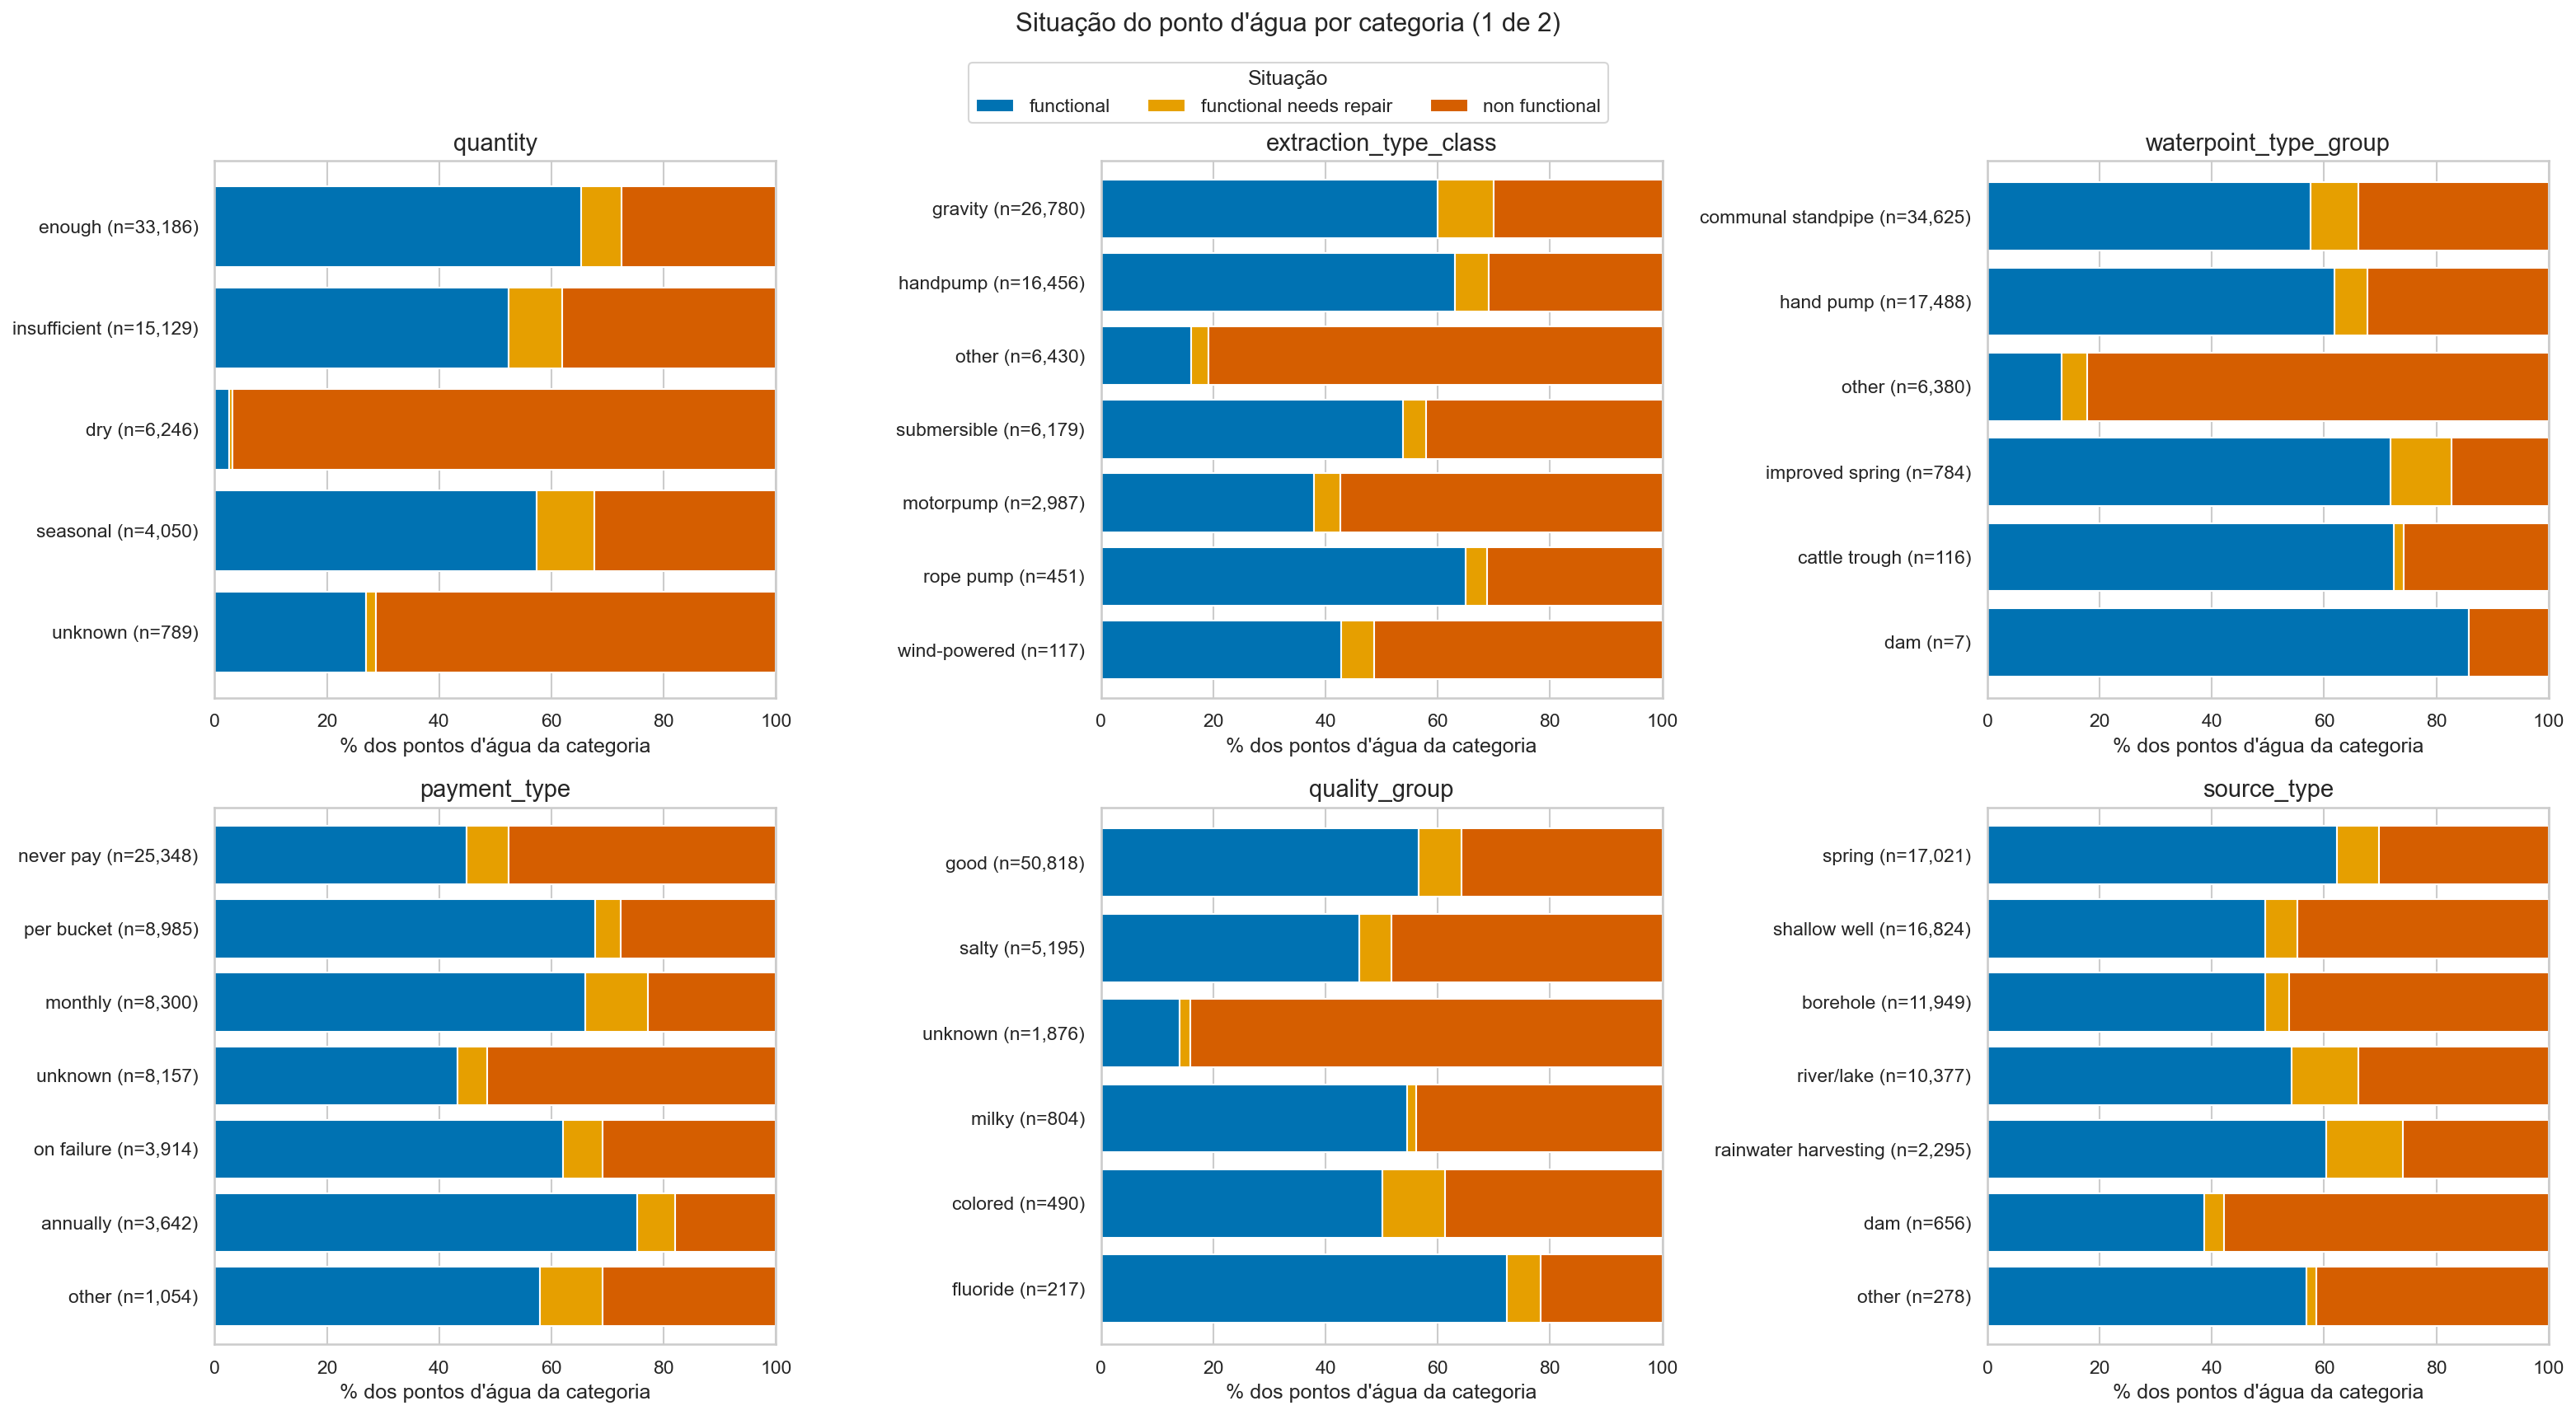 Situação do ponto d'água por categoria (1 de 2)
Situação
functional
functional needs repair
non functional
quantity
enough (n=33,186)
insufficient (n=15,129)
dry (n=6,246)
seasonal (n=4,050)
unknown (n=789)
0 20 40 60 80 100
% dos pontos d'água da categoria
extraction_type_class
gravity (n=26,780)
handpump (n=16,456)
other (n=6,430)
submersible (n=6,179)
motorpump (n=2,987)
rope pump (n=451)
wind-powered (n=117)
0 20 40 60 80 100
% dos pontos d'água da categoria
waterpoint_type_group
communal standpipe (n=34,625)
hand pump (n=17,488)
other (n=6,380)
improved spring (n=784)
cattle trough (n=116)
dam (n=7)
0 20 40 60 80 100
% dos pontos d'água da categoria
payment_type
never pay (n=25,348)
per bucket (n=8,985)
monthly (n=8,300)
unknown (n=8,157)
on failure (n=3,914)
annually (n=3,642)
other (n=1,054)
0 20 40 60 80 100
% dos pontos d'água da categoria
quality_group
good (n=50,818)
salty (n=5,195)
unknown (n=1,876)
milky (n=804)
colored (n=490)
fluoride (n=217)
0 20 40 60 80 100
% dos pontos d'água da categoria
source_type
spring (n=17,021)
shallow well (n=16,824)
borehole (n=11,949)
river/lake (n=10,377)
rainwater harvesting (n=2,295)
dam (n=656)
other (n=278)
0 20 40 60 80 100
% dos pontos d'água da categoria